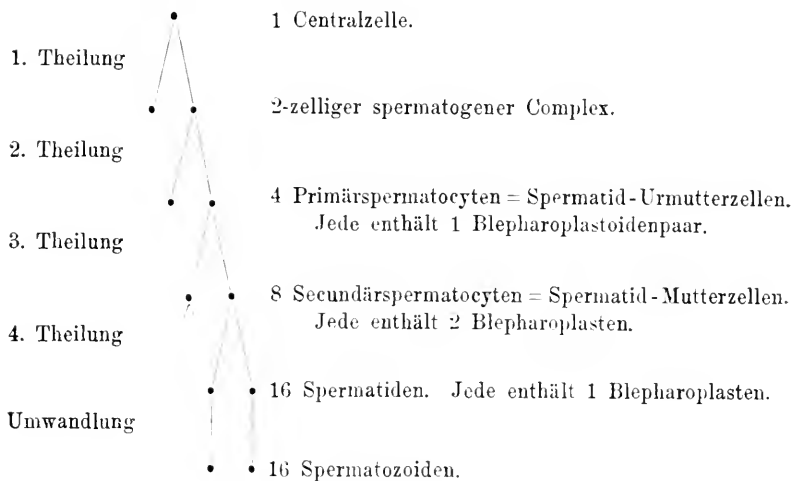 1 Centralzelle.
1. Theilung
2-zelliger spermatogener Complex.
2. Theilung
4 Primärspermatocyten = Spermatid-Urmutterzellen.
Jede enthält 1 Blepharoplastoidenpaar.
3. Theilung
8 Secundärspermatocyten = Spermatid-Mutterzellen.
Jede enthält 2 Blepharoplasten.
4. Theilung
16 Spermatiden. Jede enthält 1 Blepharoplasten.
Umwandlung
16 Spermatozoiden.